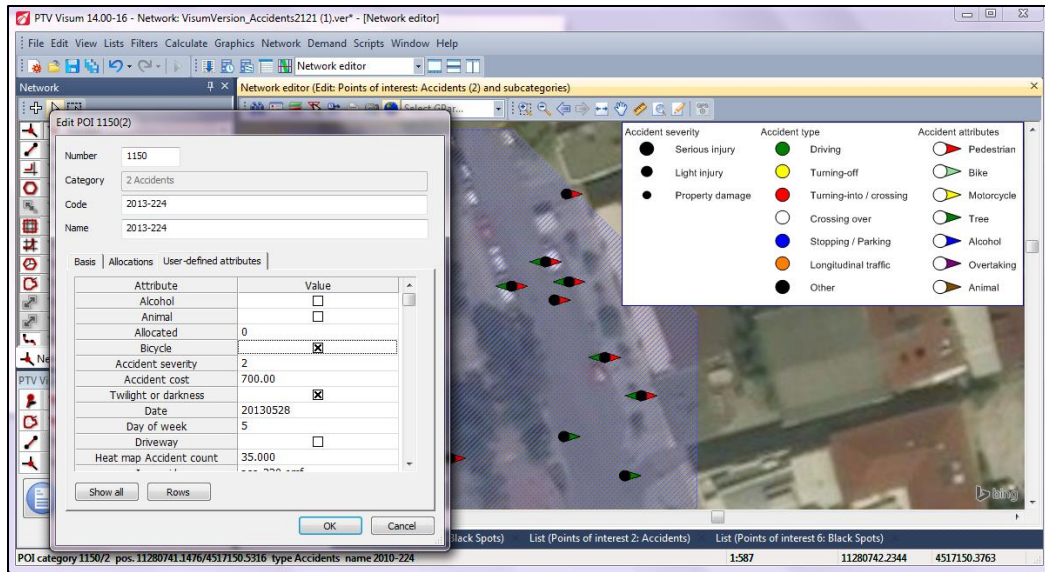 PTV Visum 14.00-16 - Network: VisumVersion_Accidents2121 (1).ver* - [Network editor]
File Edit View Lists Filters Calculate Graphics Network Demand Scripts Window Help
Network editor
Network
Network editor (Edit: Points of interest: Accidents (2) and subcategories)
Select GPar...
Edit POI 1150(2)
Number 1150
Category 2 Accidents
Code 2013-224
Name 2013-224
Basis Allocations User-defined attributes
Attribute Value
Alcohol
Animal
Allocated 0
Bicycle
Accident severity 2
Accident cost 700.00
Twilight or darkness
Date 20130528
Day of week 5
Driveway
Heat map Accident count 35.000
Show all Rows
OK Cancel
Accident severity Accident type Accident attributes
Serious injury Driving Pedestrian
Light injury Turning-off Bike
Property damage Turning-into / crossing Motorcycle
Crossing over Tree
Stopping / Parking Alcohol
Longitudinal traffic Overtaking
Other Animal
Ne
PTV Vi
bing
Black Spots) List (Points of interest 2: Accidents) List (Points of interest 6: Black Spots)
POI category 1150/2 pos. 11280741.1476/4517150.5316 type Accidents name 2010-224 1:587 11280742.2344 4517150.3763